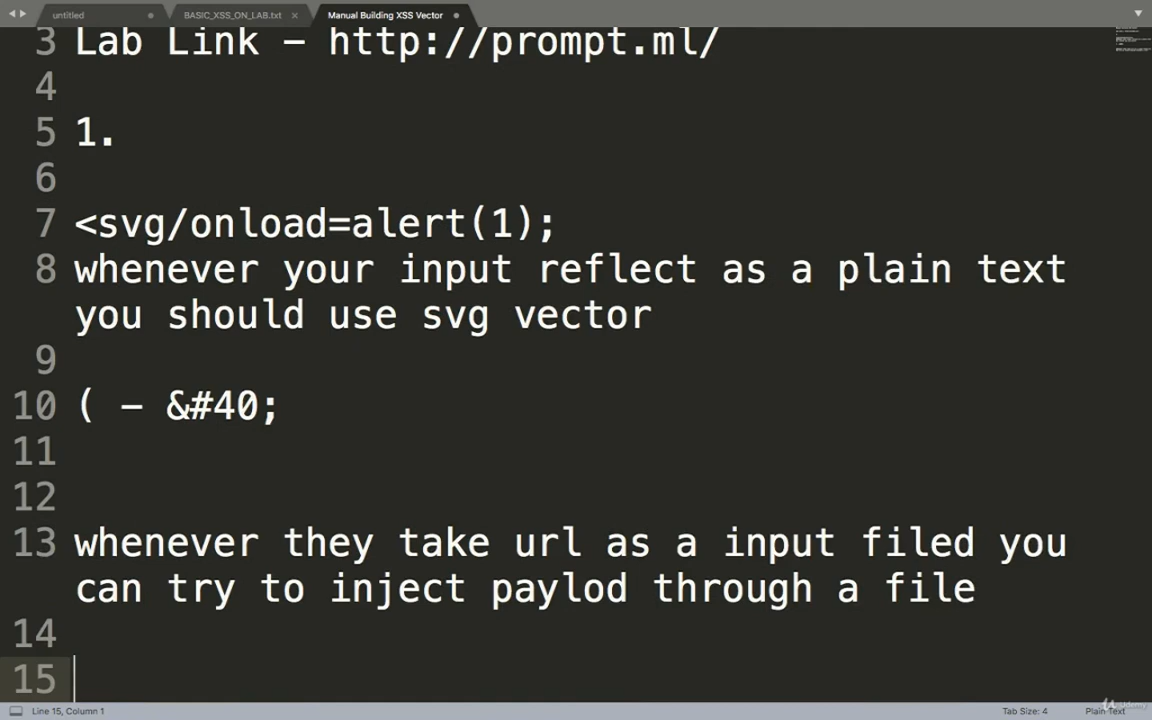 untitled
BASIC_XSS_ON_LAB.txt
Manual Building XSS Vector
3 Lab Link – http://prompt.ml/
4
5 1.
6
7 <svg/onload=alert(1);
8 whenever your input reflect as a plain text
you should use svg vector
9
10 ( – &#40;
11
12
13 whenever they take url as a input filed you
can try to inject paylod through a file
14
15
Line 15, Column 1
Tab Size: 4
Plain Text